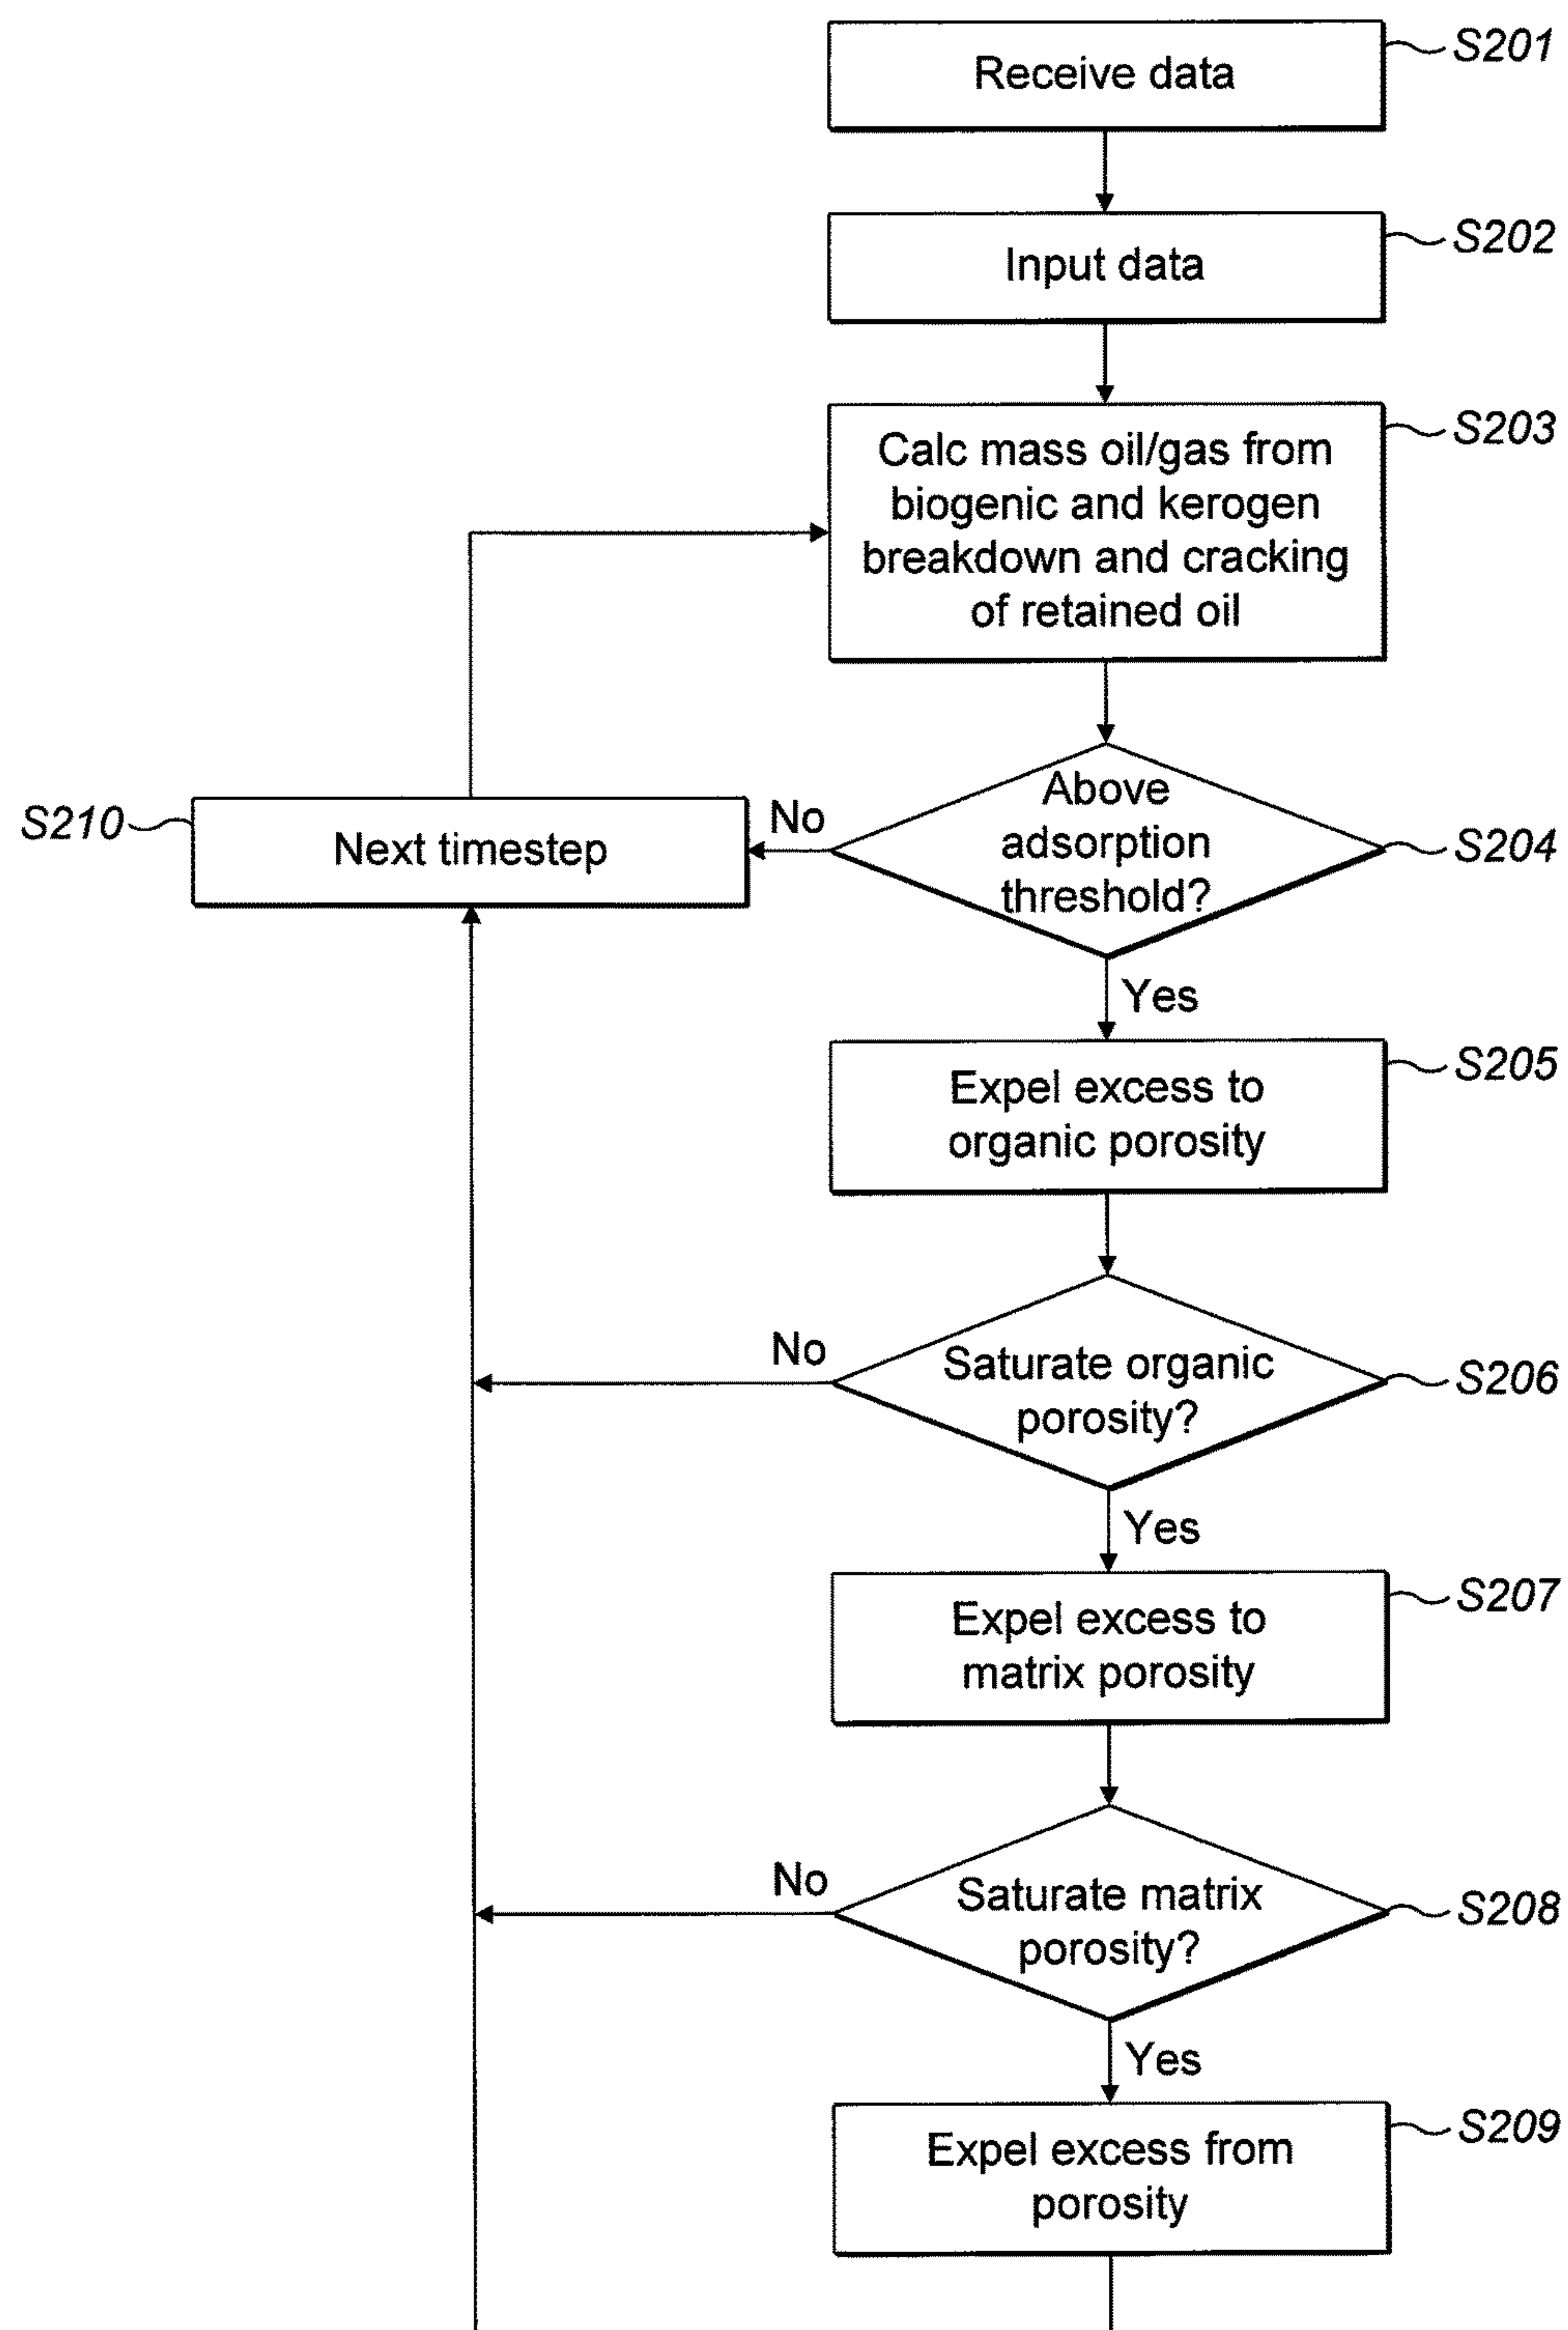 Receive data
S201
Input data
S202
Calc mass oil/gas from
biogenic and kerogen
breakdown and cracking
of retained oil
S203
S210
Next timestep
No
Above
adsorption
threshold?
S204
Yes
Expel excess to
organic porosity
S205
No
Saturate organic
porosity?
S206
Yes
Expel excess to
matrix porosity
S207
No
Saturate matrix
porosity?
S208
Yes
Expel excess from
porosity
S209